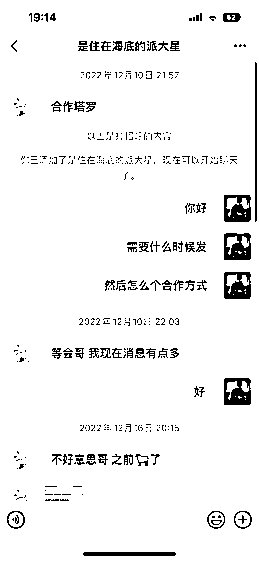 19:14
62
是住在海底的派大星
2022年12月10日 21:57
合作塔罗
以上是打招呼的内容
你已添加了是住在海底的派大星，现在可以开始聊天
了。
你好
需要什么时候发
然后怎么个合作方式
2022年12月10日 22:03
等会哥 我现在消息有点多
好
2022年12月16日 20:15
不好意思哥 之前🐑了